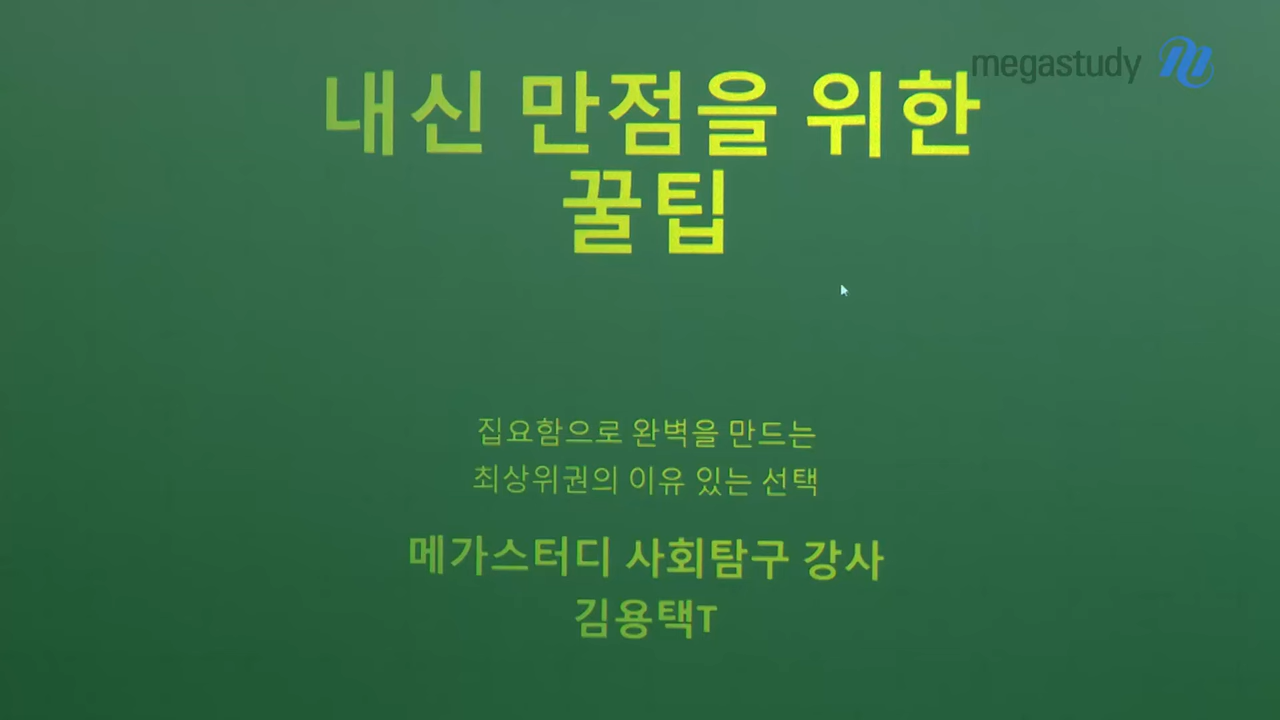 megastudy
내신 만점을 위한
꿀팁
집요함으로 완벽을 만드는
최상위권의 이유 있는 선택
메가스터디 사회탐구 강사
김용택T